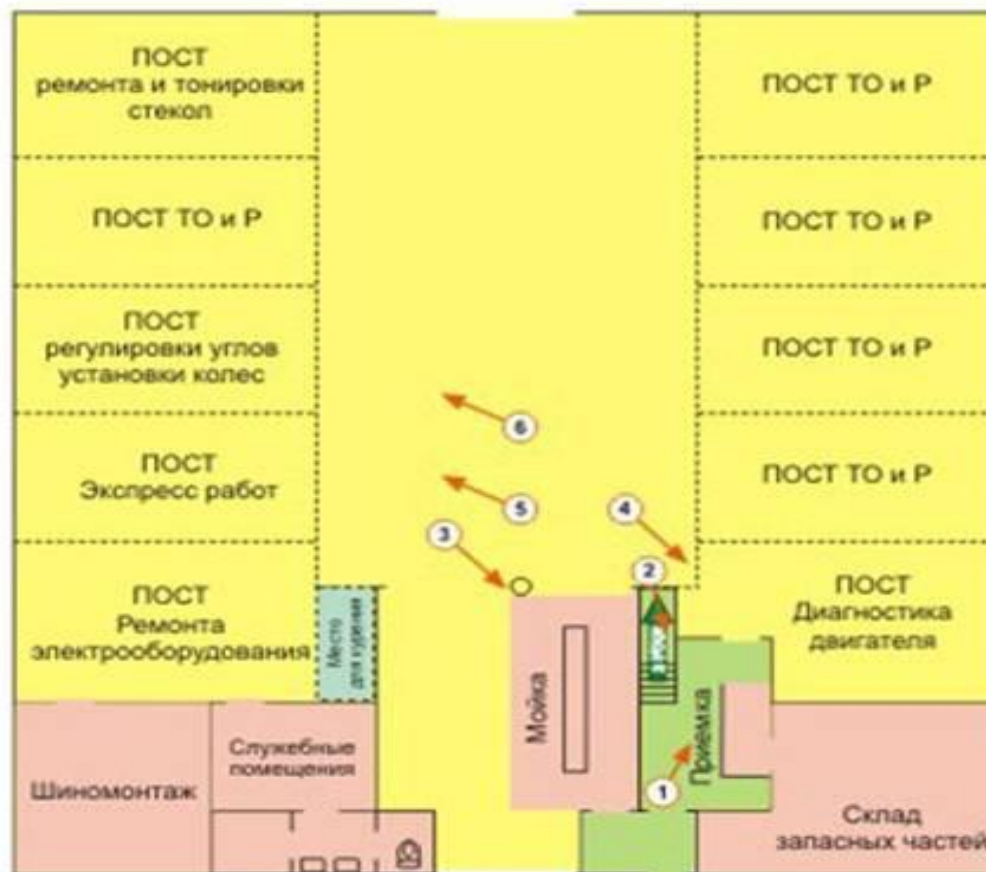 ПОСТ
ремонта и тонировки
стекол
ПОСТ ТО и Р
ПОСТ ТО и Р
ПОСТ ТО и Р
ПОСТ
регулировки углов
установки колес
ПОСТ ТО и Р
6
ПОСТ
Экспресс работ
ПОСТ ТО и Р
5
4
3
2
ПОСТ
Ремонта
электрооборудования
Место
для курения
ПОСТ
Диагностика
двигателя
Мойка
Приемка
1
Служебные
помещения
Шиномонтаж
Склад
запасных частей